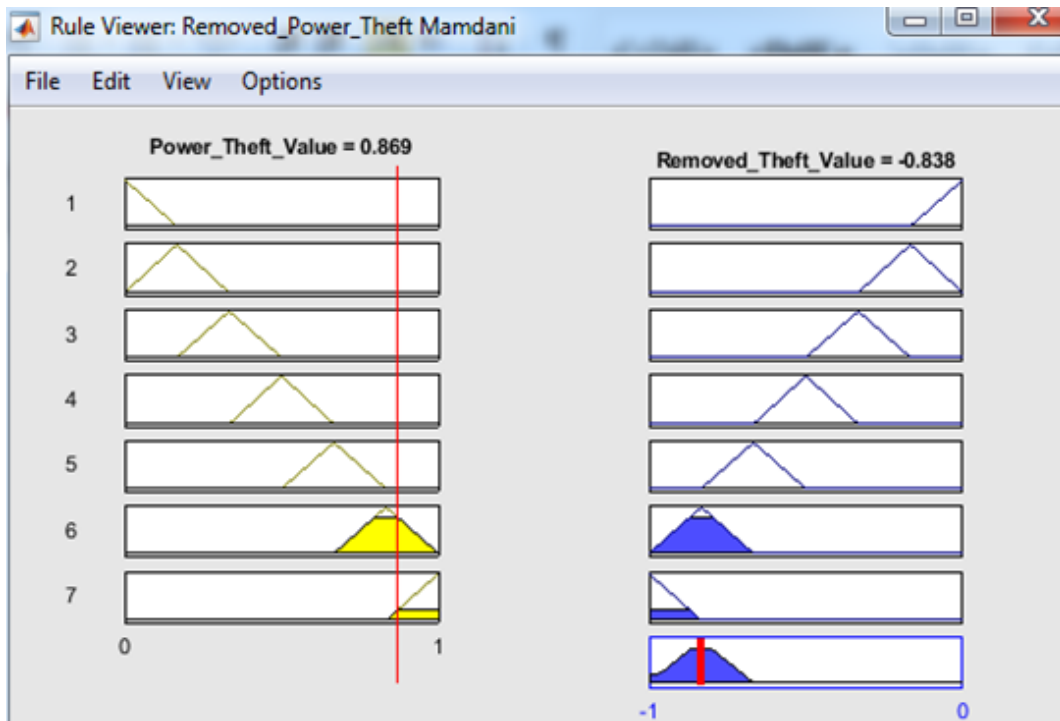 Rule Viewer: Removed_Power_Theft Mamdani
File Edit View Options
Power_Theft_Value = 0.869
Removed_Theft_Value = -0.838
1
2
3
4
5
6
7
0 1
-1 0